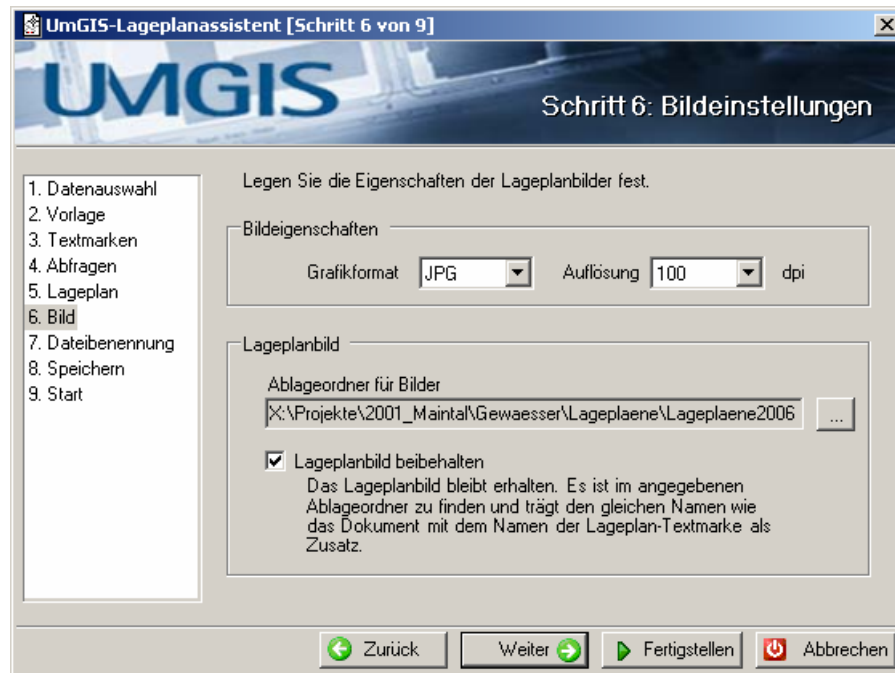 UmGIS-Lageplanassistent [Schritt 6 von 9]
UMGIS
Schritt 6: Bildeinstellungen
1. Datenauswahl
2. Vorlage
3. Textmarken
4. Abfragen
5. Lageplan
6. Bild
7. Dateibenennung
8. Speichern
9. Start
Legen Sie die Eigenschaften der Lageplanbilder fest.
Bildeigenschaften
Grafikformat JPG Auflösung 100 dpi
Lageplanbild
Ablageordner für Bilder
X:\Projekte\2001_Maintal\Gewaesser\Lageplaene\Lageplaene2006 ...
Lageplanbild beibehalten
Das Lageplanbild bleibt erhalten. Es ist im angegebenen
Ablageordner zu finden und trägt den gleichen Namen wie
das Dokument mit dem Namen der Lageplan-Textmarke als
Zusatz.
Zurück Weiter Fertigstellen Abbrechen